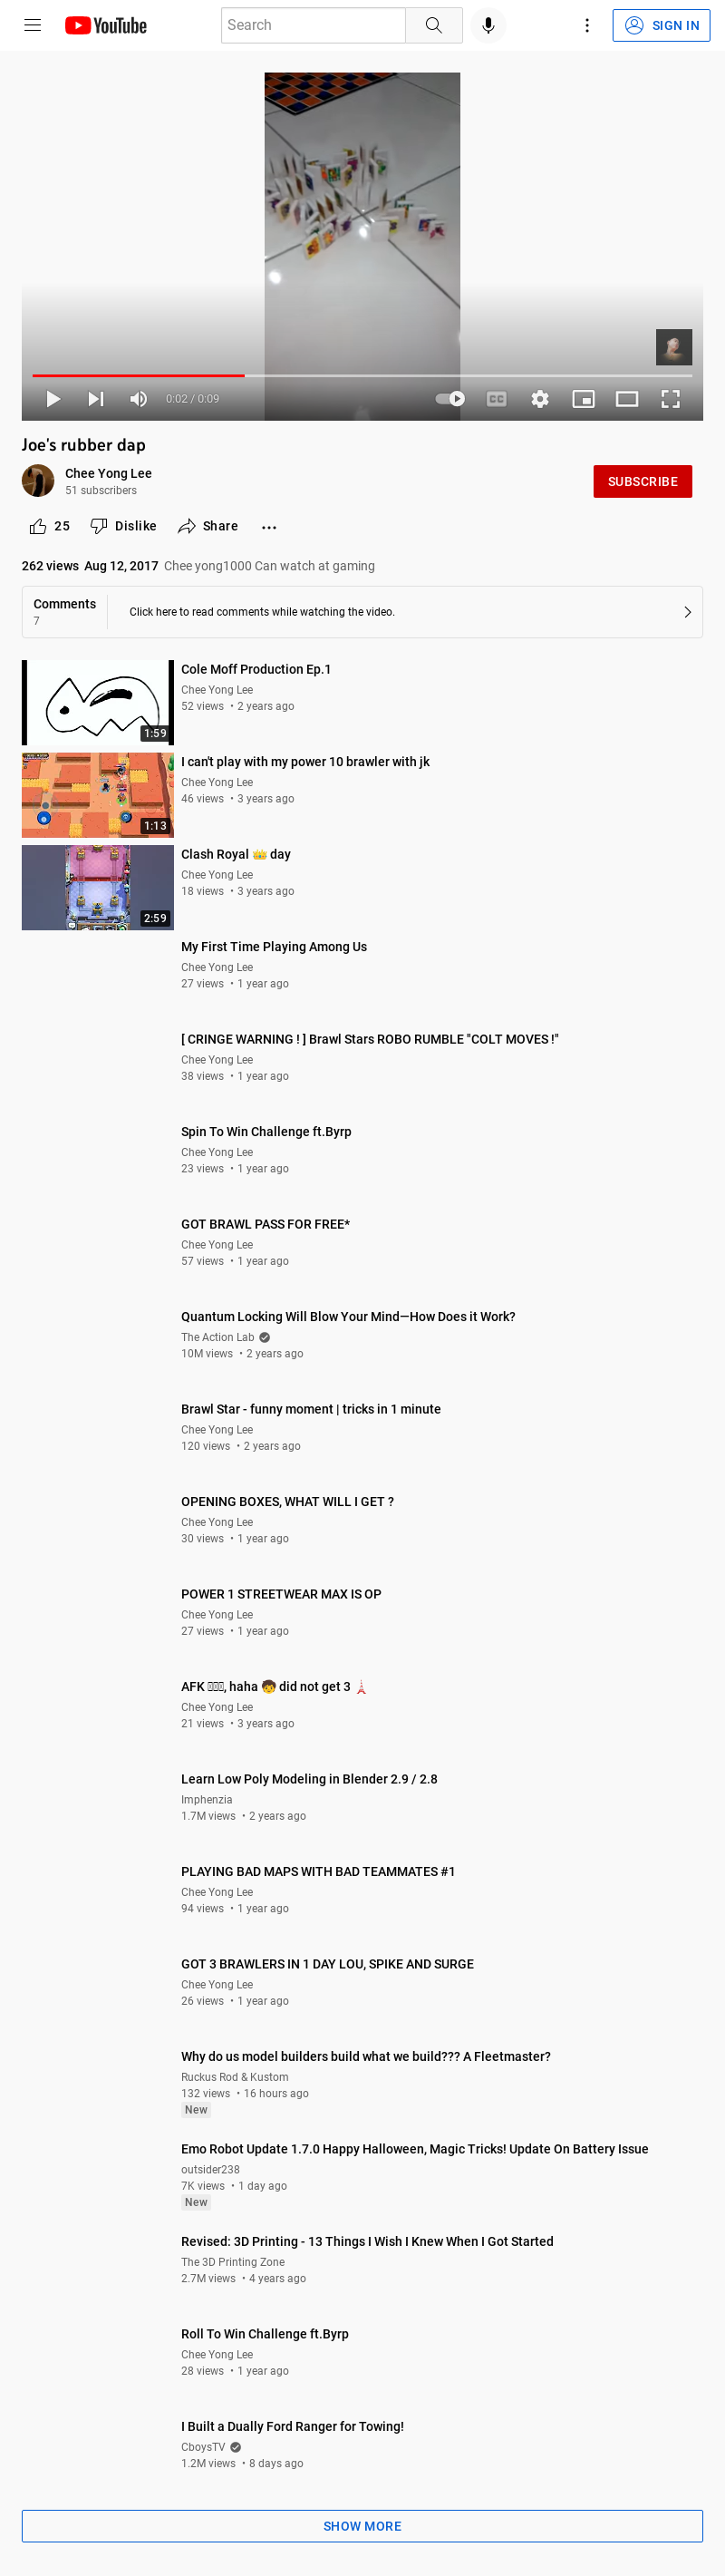 YouTube
Search
SIGN IN
0:02 / 0:09
CC
Joe's rubber dap
Chee Yong Lee
51 subscribers
SUBSCRIBE
25
Dislike
Share
262 views Aug 12, 2017 Chee yong1000 Can watch at gaming
Comments
7
Click here to read comments while watching the video.
1:59
Cole Moff Production Ep.1
Chee Yong Lee
52 views • 2 years ago
1:13
I can't play with my power 10 brawler with jk
Chee Yong Lee
46 views • 3 years ago
2:59
Clash Royal 👑 day
Chee Yong Lee
18 views • 3 years ago
My First Time Playing Among Us
Chee Yong Lee
27 views • 1 year ago
[ CRINGE WARNING ! ] Brawl Stars ROBO RUMBLE "COLT MOVES !"
Chee Yong Lee
38 views • 1 year ago
Spin To Win Challenge ft.Byrp
Chee Yong Lee
23 views • 1 year ago
GOT BRAWL PASS FOR FREE*
Chee Yong Lee
57 views • 1 year ago
Quantum Locking Will Blow Your Mind—How Does it Work?
The Action Lab
10M views • 2 years ago
Brawl Star - funny moment | tricks in 1 minute
Chee Yong Lee
120 views • 2 years ago
OPENING BOXES, WHAT WILL I GET ?
Chee Yong Lee
30 views • 1 year ago
POWER 1 STREETWEAR MAX IS OP
Chee Yong Lee
27 views • 1 year ago
AFK , haha 🧒 did not get 3 🗼
Chee Yong Lee
21 views • 3 years ago
Learn Low Poly Modeling in Blender 2.9 / 2.8
Imphenzia
1.7M views • 2 years ago
PLAYING BAD MAPS WITH BAD TEAMMATES #1
Chee Yong Lee
94 views • 1 year ago
GOT 3 BRAWLERS IN 1 DAY LOU, SPIKE AND SURGE
Chee Yong Lee
26 views • 1 year ago
Why do us model builders build what we build??? A Fleetmaster?
Ruckus Rod & Kustom
132 views • 16 hours ago
New
Emo Robot Update 1.7.0 Happy Halloween, Magic Tricks! Update On Battery Issue
outsider238
7K views • 1 day ago
New
Revised: 3D Printing - 13 Things I Wish I Knew When I Got Started
The 3D Printing Zone
2.7M views • 4 years ago
Roll To Win Challenge ft.Byrp
Chee Yong Lee
28 views • 1 year ago
I Built a Dually Ford Ranger for Towing!
CboysTV
1.2M views • 8 days ago
SHOW MORE